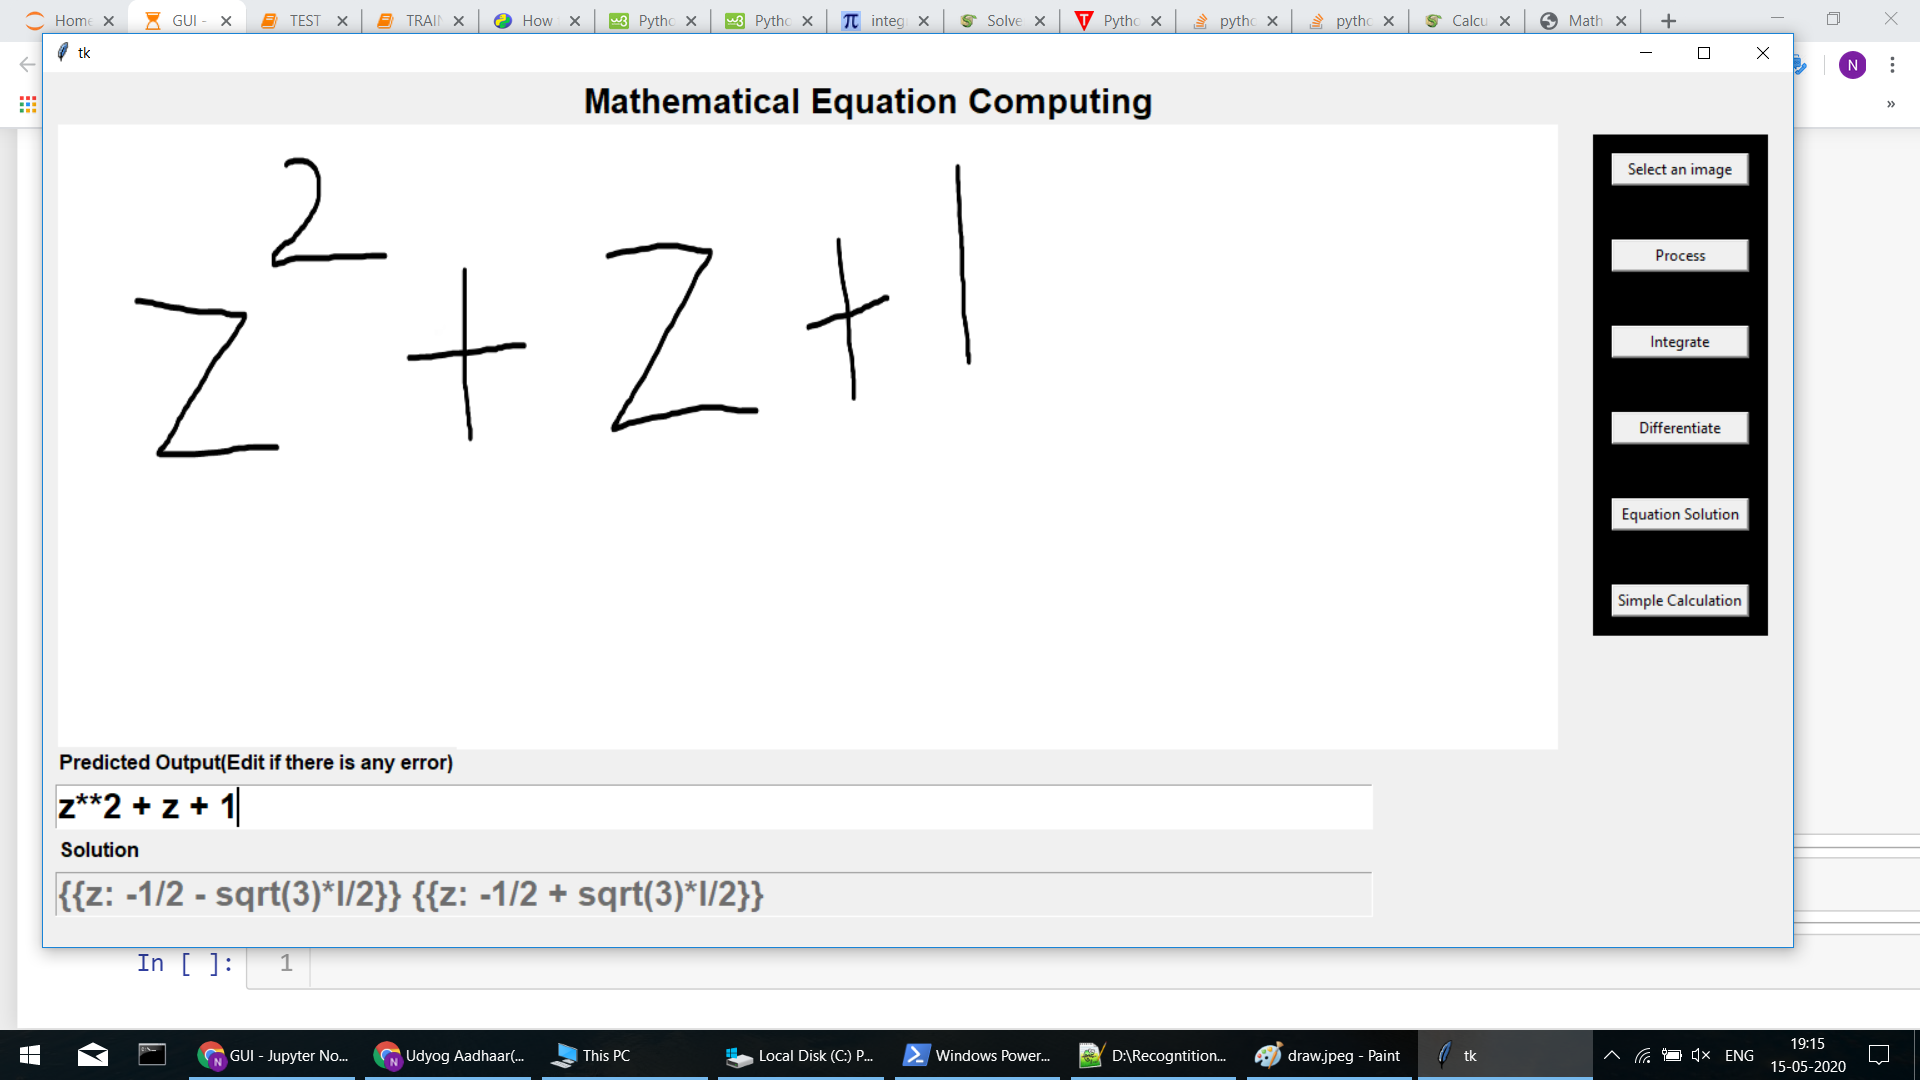 Home GUI - TEST TRAIN How Pytho Pytho integ Solve Pytho pytho pytho Calcu Math
tk
N
Mathematical Equation Computing
z² + z + 1
Select an image
Process
Integrate
Differentiate
Equation Solution
Simple Calculation
Predicted Output(Edit if there is any error)
z**2 + z + 1
Solution
{{z: -1/2 - sqrt(3)*I/2}} {{z: -1/2 + sqrt(3)*I/2}}
In [ ]: 1
GUI - Jupyter No... Udyog Aadhaar(... This PC Local Disk (C:) P... Windows Power... D:\Recogntition... draw.jpeg - Paint tk ENG 19:15
15-05-2020